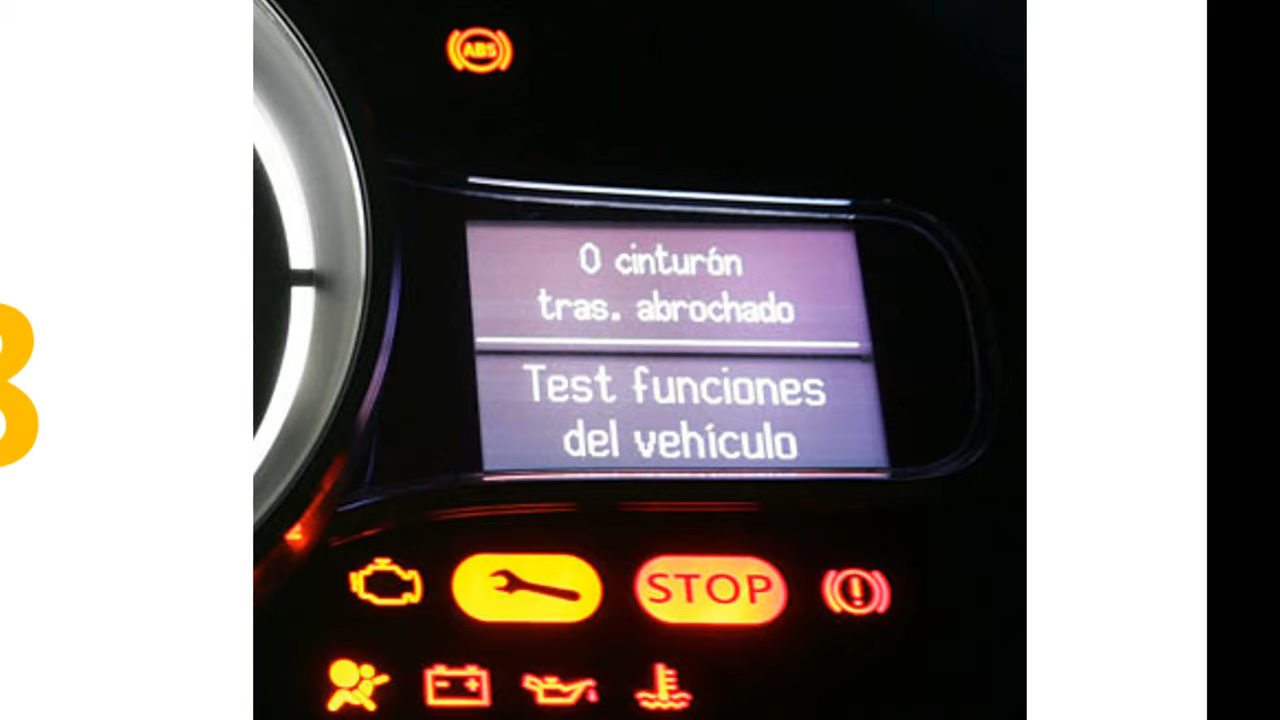 ABS
0 cinturón
tras. abrochado
Test funciones
del vehículo
STOP